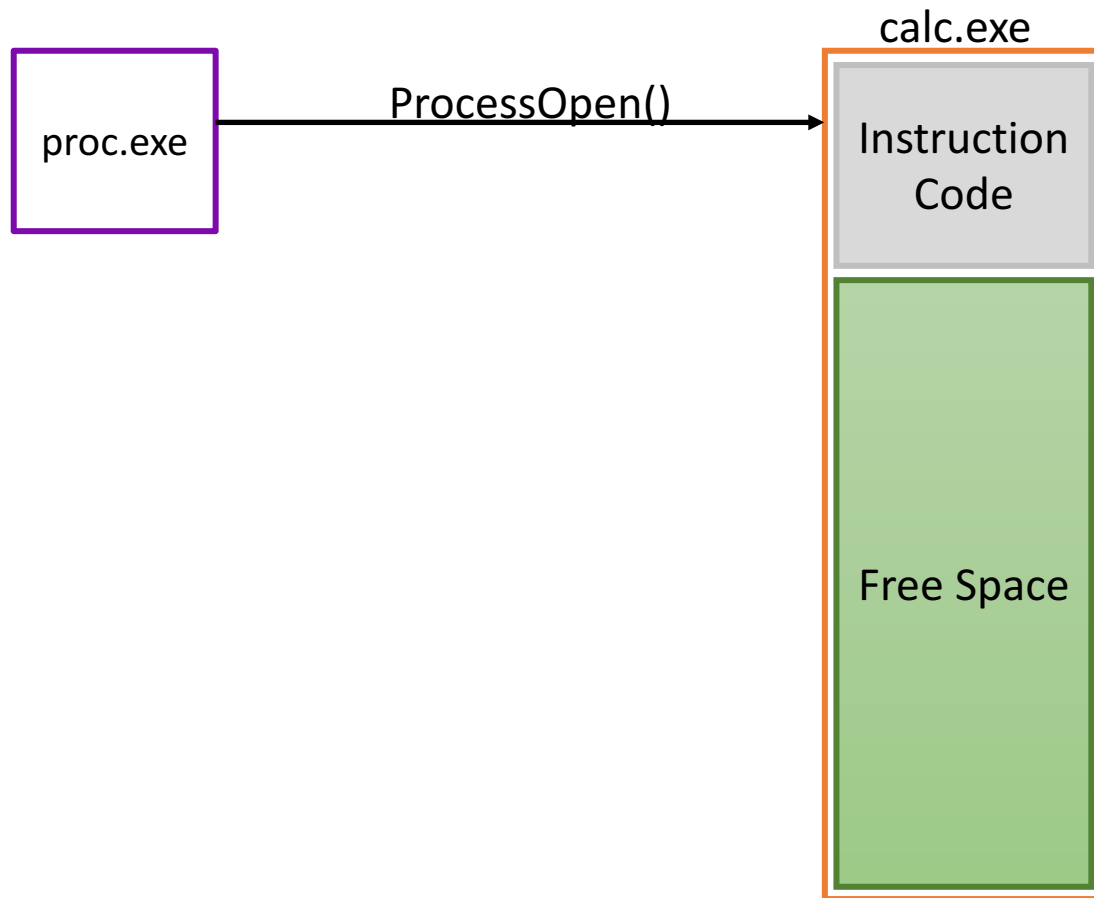 calc.exe
proc.exe
ProcessOpen()
Instruction
Code
Free Space